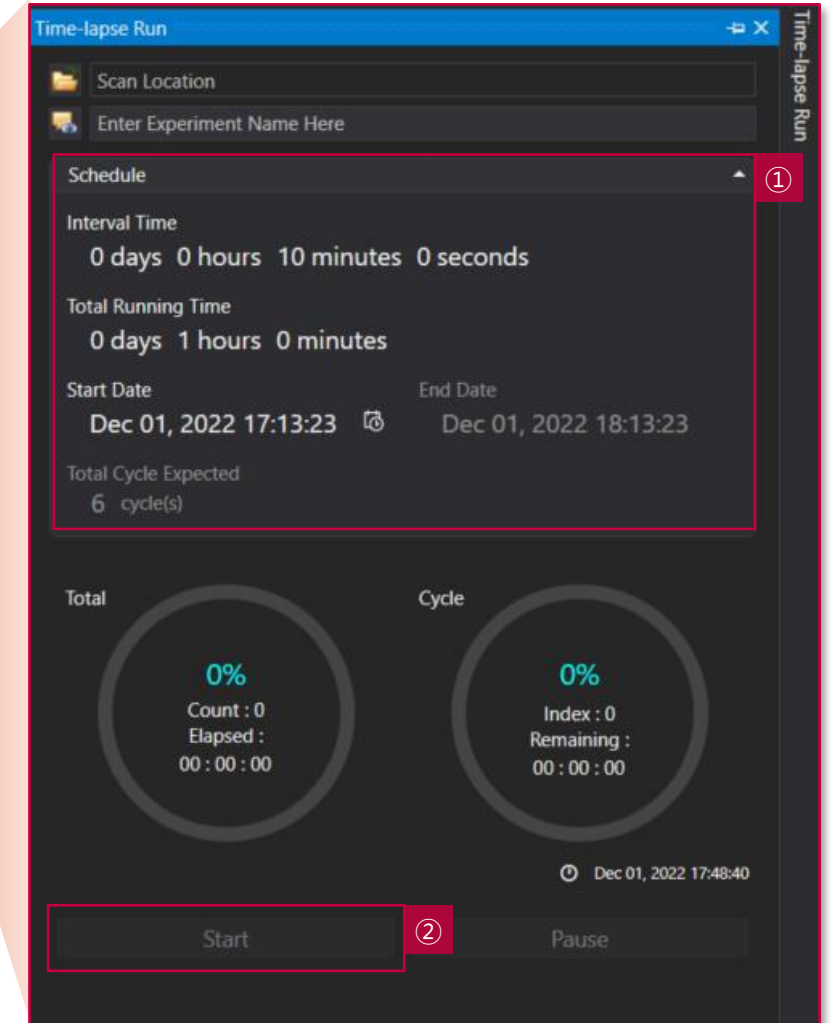 Time-lapse Run
Time-lapse Run
Scan Location
Enter Experiment Name Here
Schedule
①
Interval Time
0 days 0 hours 10 minutes 0 seconds
Total Running Time
0 days 1 hours 0 minutes
Start Date
End Date
Dec 01, 2022 17:13:23
Dec 01, 2022 18:13:23
Total Cycle Expected
6 cycle(s)
Total
Cycle
0%
Count : 0
Elapsed :
00 : 00 : 00
0%
Index : 0
Remaining :
00 : 00 : 00
Dec 01, 2022 17:48:40
Start
②
Pause